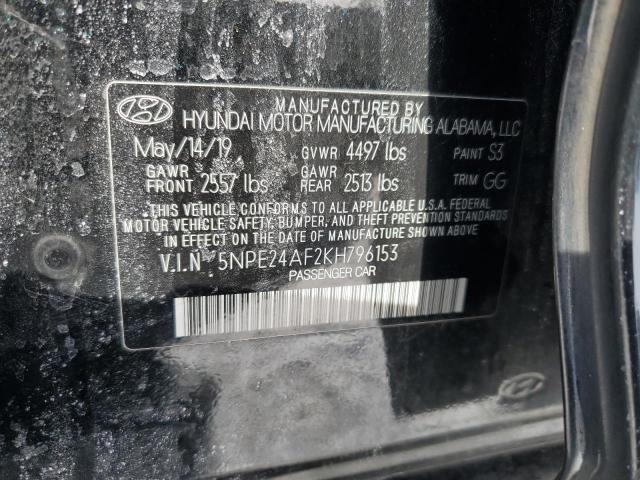 MANUFACTURED BY
HYUNDAI MOTOR MANUFACTURING ALABAMA, LLC
May/14/19 GVWR 4497 lbs PAINT S3
GAWR FRONT 2557 lbs GAWR REAR 2513 lbs TRIM GG
THIS VEHICLE CONFORMS TO ALL APPLICABLE U.S.A. FEDERAL
MOTOR VEHICLE SAFETY, BUMPER, AND THEFT PREVENTION STANDARDS
IN EFFECT ON THE DATE OF MANUFACTURE SHOWN ABOVE.
V.I.N 5NPE24AF2KH796153
PASSENGER CAR